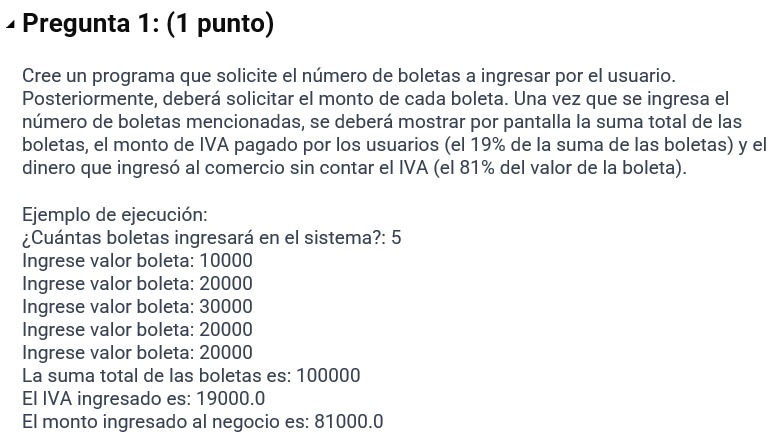 Pregunta 1: (1 punto)
Cree un programa que solicite el número de boletas a ingresar por el usuario.
Posteriormente, deberá solicitar el monto de cada boleta. Una vez que se ingresa el
número de boletas mencionadas, se deberá mostrar por pantalla la suma total de las
boletas, el monto de IVA pagado por los usuarios (el 19% de la suma de las boletas) y el
dinero que ingresó al comercio sin contar el IVA (el 81% del valor de la boleta).
Ejemplo de ejecución:
¿Cuántas boletas ingresará en el sistema?: 5
Ingrese valor boleta: 10000
Ingrese valor boleta: 20000
Ingrese valor boleta: 30000
Ingrese valor boleta: 20000
Ingrese valor boleta: 20000
La suma total de las boletas es: 100000
El IVA ingresado es: 19000.0
El monto ingresado al negocio es: 81000.0